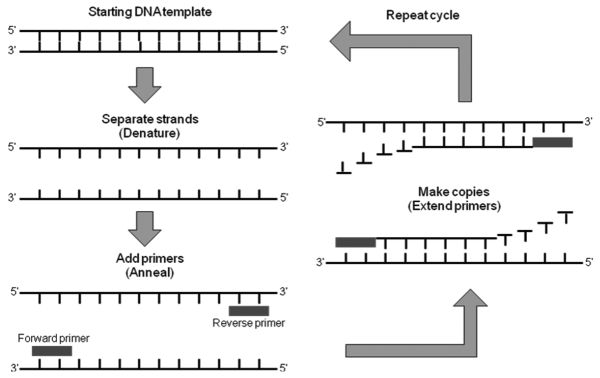 Starting DNA template
5' 3'
3' 5'
Separate strands
(Denature)
5' 3'
3' 5'
Add primers
(Anneal)
5' 3'
Reverse primer
Forward primer
3' 5'
Repeat cycle
5' 3'
Make copies
(Extend primers)
3' 5'